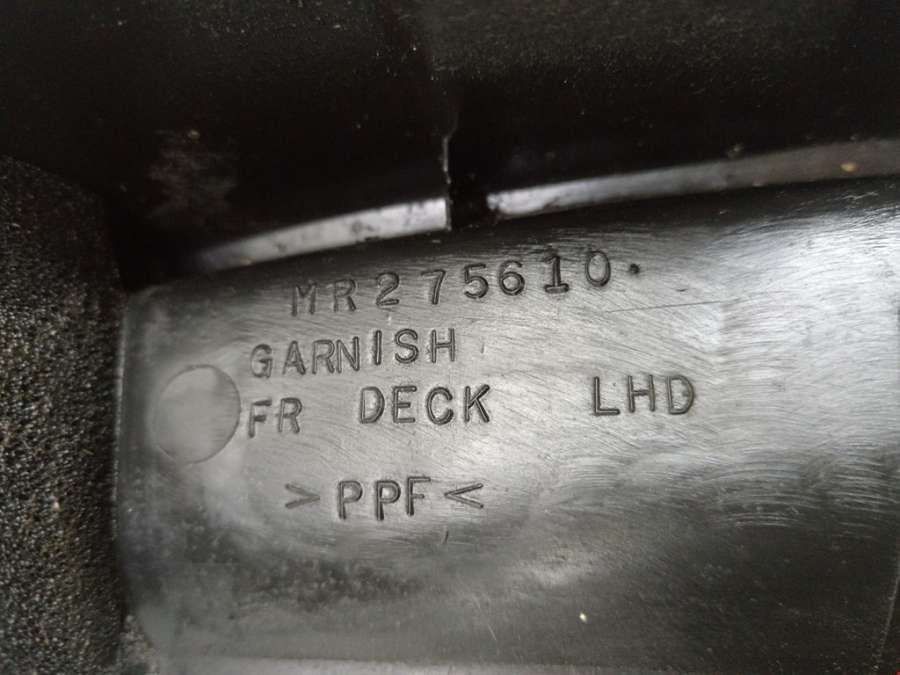 MR275610.
GARNISH
FR DECK LHD
>PPF<